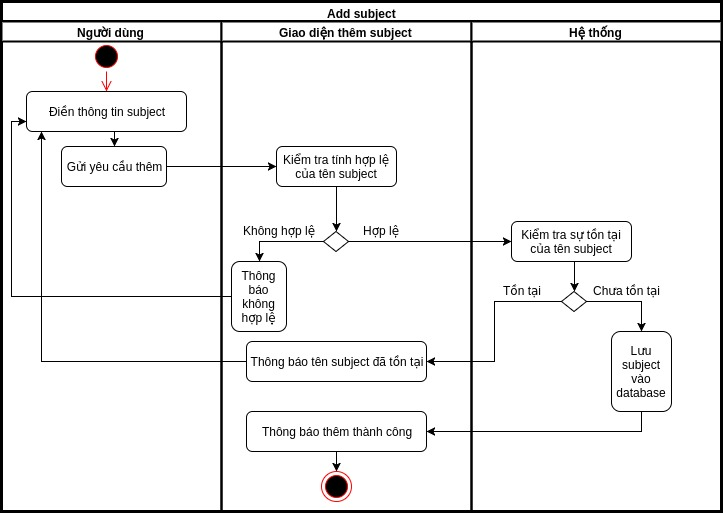 Add subject
Người dùng
Giao diện thêm subject
Hệ thống
Điền thông tin subject
Gửi yêu cầu thêm
Kiểm tra tính hợp lệ
của tên subject
Không hợp lệ
Hợp lệ
Kiểm tra sự tồn tại
của tên subject
Thông
báo
không
hợp lệ
Tồn tại
Chưa tồn tại
Thông báo tên subject đã tồn tại
Lưu
subject
vào
database
Thông báo thêm thành công